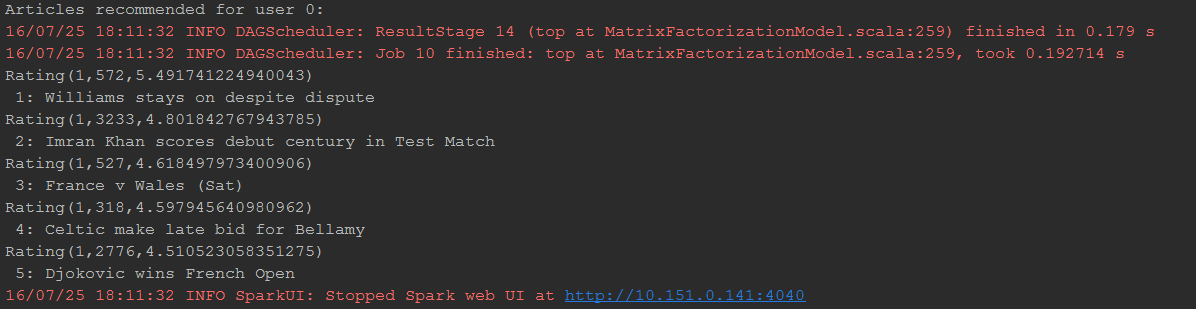 Articles recommended for user 0:
16/07/25 18:11:32 INFO DAGScheduler: ResultStage 14 (top at MatrixFactorizationModel.scala:259) finished in 0.179 s
16/07/25 18:11:32 INFO DAGScheduler: Job 10 finished: top at MatrixFactorizationModel.scala:259, took 0.192714 s
Rating(1,572,5.491741224940043)
 1: Williams stays on despite dispute
Rating(1,3233,4.801842767943785)
 2: Imran Khan scores debut century in Test Match
Rating(1,527,4.618497973400906)
 3: France v Wales (Sat)
Rating(1,318,4.597945640980962)
 4: Celtic make late bid for Bellamy
Rating(1,2776,4.510523058351275)
 5: Djokovic wins French Open
16/07/25 18:11:32 INFO SparkUI: Stopped Spark web UI at http://10.151.0.141:4040